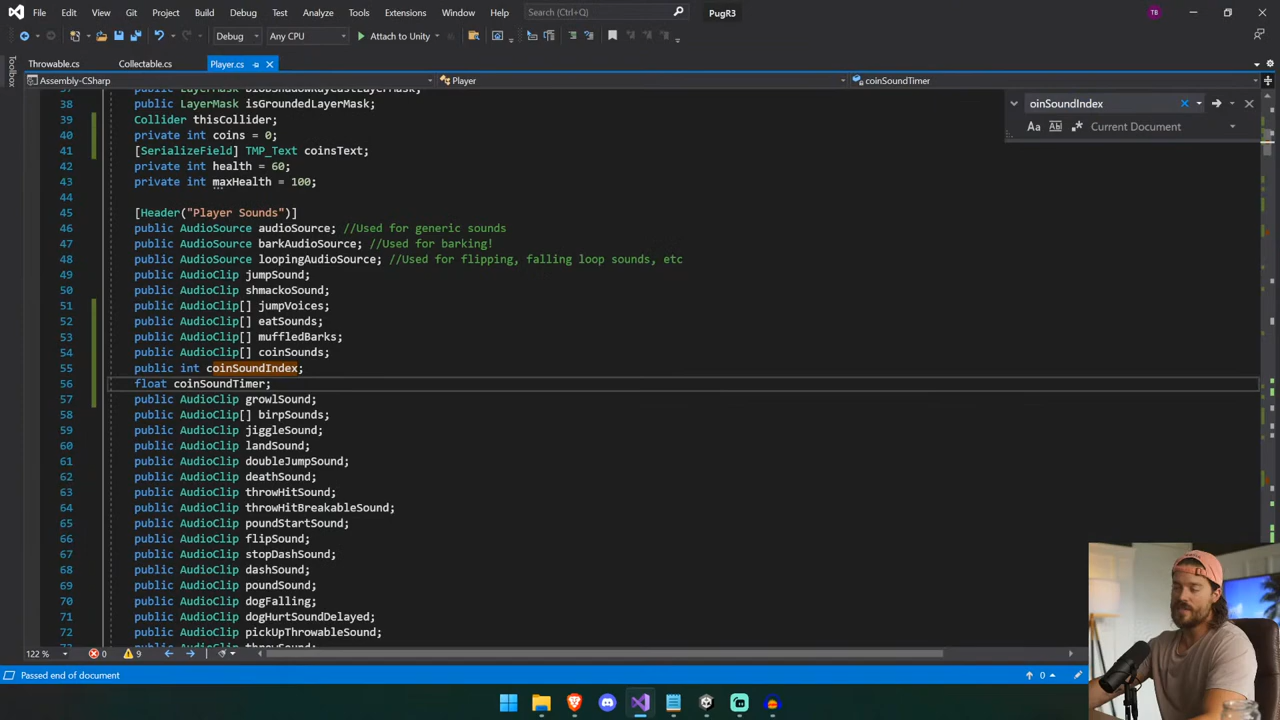 File Edit View Git Project Build Debug Test Analyze Tools Extensions Window Help Search (Ctrl+Q) PugR3 TB
Debug Any CPU Attach to Unity
Throwable.cs Collectable.cs Player.cs
Assembly-CSharp Player coinSoundTimer
Toolbox
oinSoundIndex
Current Document
38 public LayerMask isGroundedLayerMask;
39 Collider thisCollider;
40 private int coins = 0;
41 [SerializeField] TMP_Text coinsText;
42 private int health = 60;
43 private int maxHealth = 100;
44
45 [Header("Player Sounds")]
46 public AudioSource audioSource; //Used for generic sounds
47 public AudioSource barkAudioSource; //Used for barking!
48 public AudioSource loopingAudioSource; //Used for flipping, falling loop sounds, etc
49 public AudioClip jumpSound;
50 public AudioClip shmackoSound;
51 public AudioClip[] jumpVoices;
52 public AudioClip[] eatSounds;
53 public AudioClip[] muffledBarks;
54 public AudioClip[] coinSounds;
55 public int coinSoundIndex;
56 float coinSoundTimer;
57 public AudioClip growlSound;
58 public AudioClip[] birpSounds;
59 public AudioClip jiggleSound;
60 public AudioClip landSound;
61 public AudioClip doubleJumpSound;
62 public AudioClip deathSound;
63 public AudioClip throwHitSound;
64 public AudioClip throwHitBreakableSound;
65 public AudioClip poundStartSound;
66 public AudioClip flipSound;
67 public AudioClip stopDashSound;
68 public AudioClip dashSound;
69 public AudioClip poundSound;
70 public AudioClip dogFalling;
71 public AudioClip dogHurtSoundDelayed;
72 public AudioClip pickUpThrowableSound;
122 % 0 9
Passed end of document 0